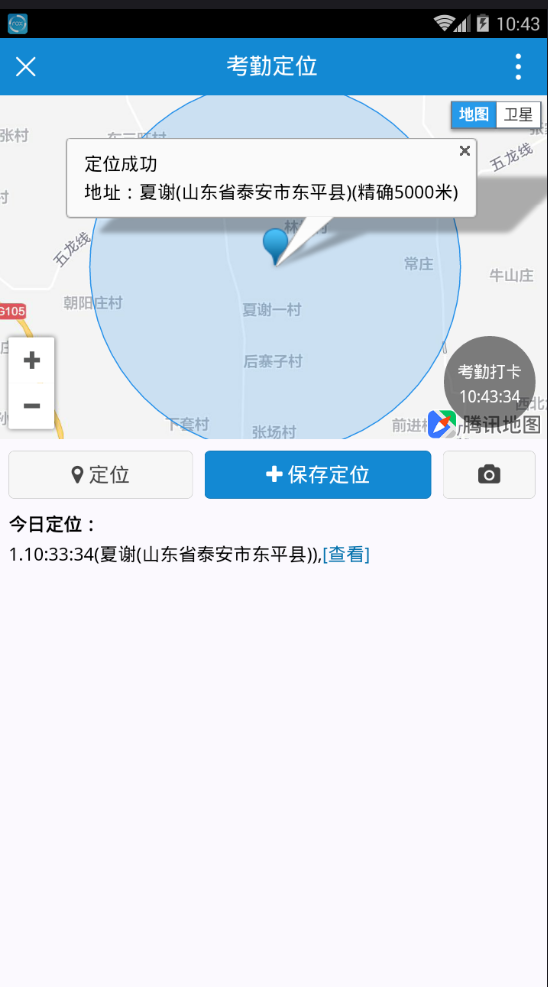 10:43
考勤定位
地图 卫星
张村
五龙线
定位成功
地址：夏谢(山东省泰安市东平县)(精确5000米)
五龙线
常庄
牛山庄
朝阳庄村
G105
夏谢一村
后寨子村
考勤打卡
10:43:34
下套村
张场村
前进
腾讯地图
定位
保存定位
今日定位：
1.10:33:34(夏谢(山东省泰安市东平县)),[查看]